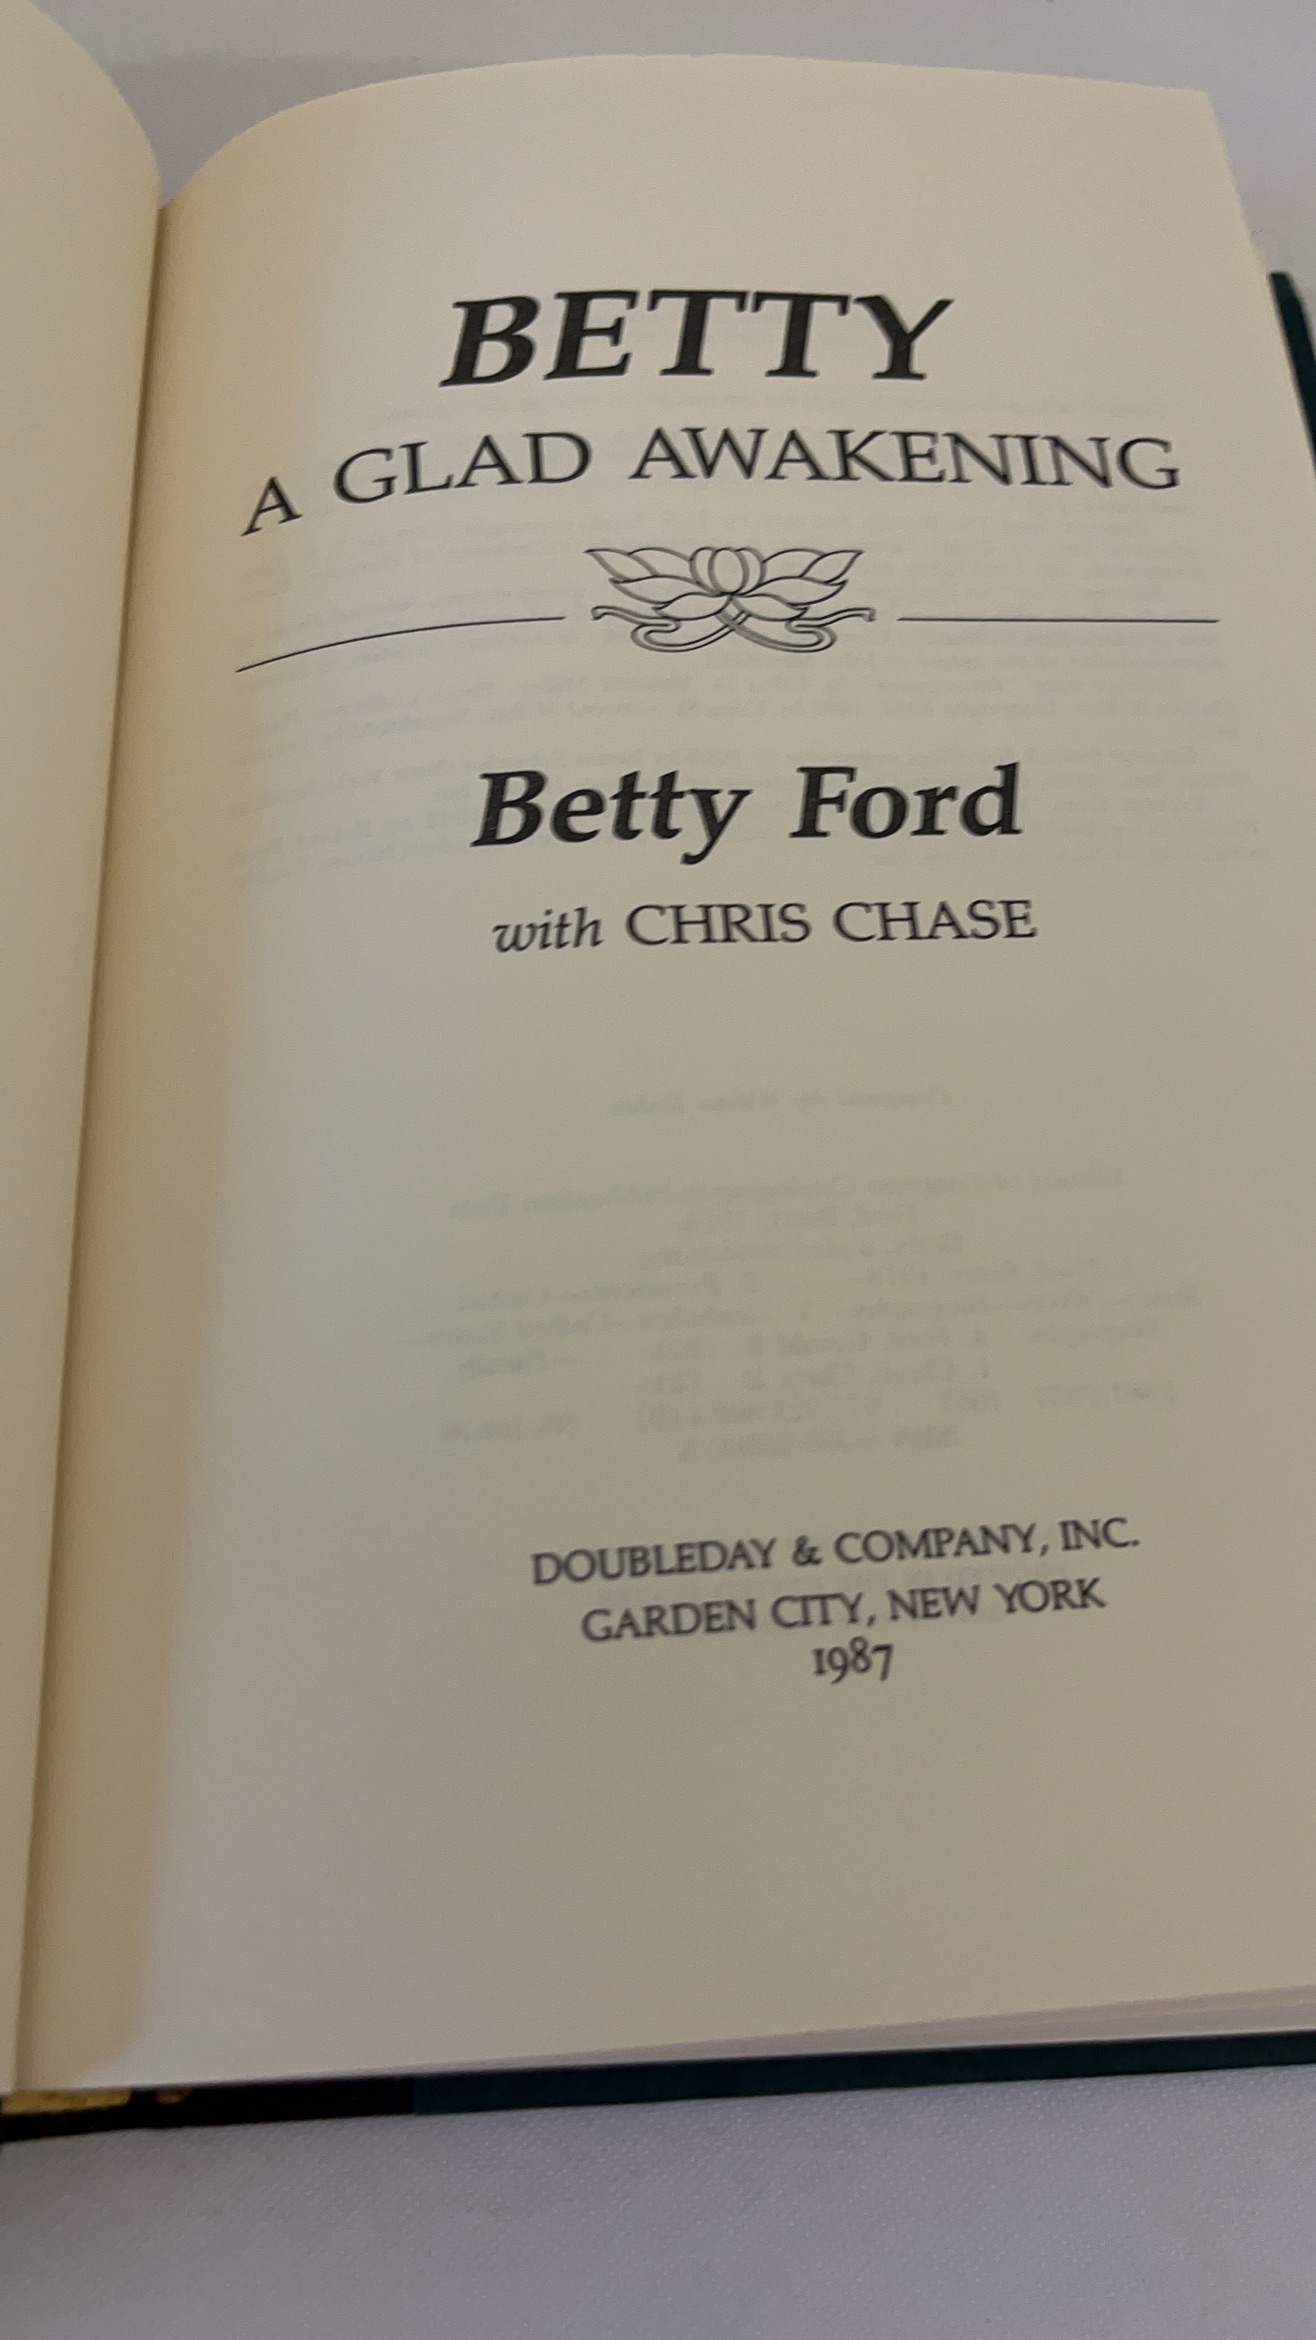 BETTY
A GLAD AWAKENING
Betty Ford
with CHRIS CHASE
DOUBLEDAY & COMPANY, INC.
GARDEN CITY, NEW YORK
1987